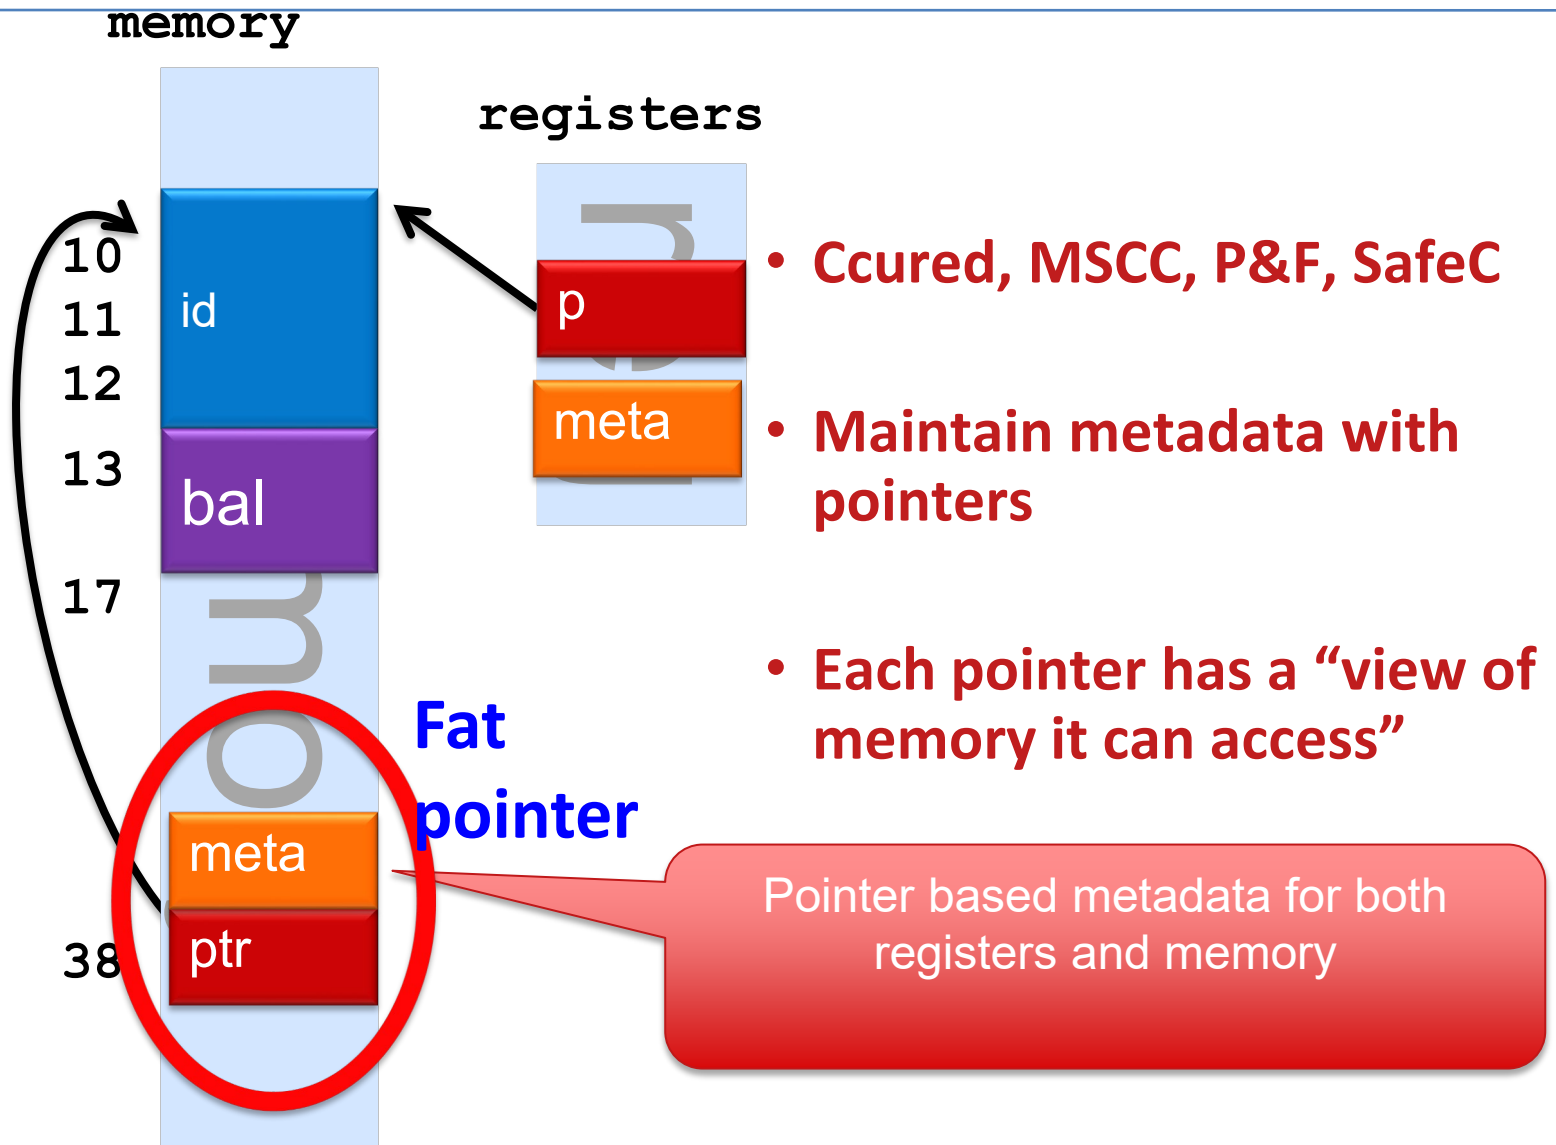 memory
registers
10
11
12
13
17
38
id
bal
meta
ptr
p
meta
Fat
pointer
• Ccured, MSCC, P&F, SafeC
• Maintain metadata with
pointers
• Each pointer has a “view of
memory it can access”
Pointer based metadata for both
registers and memory